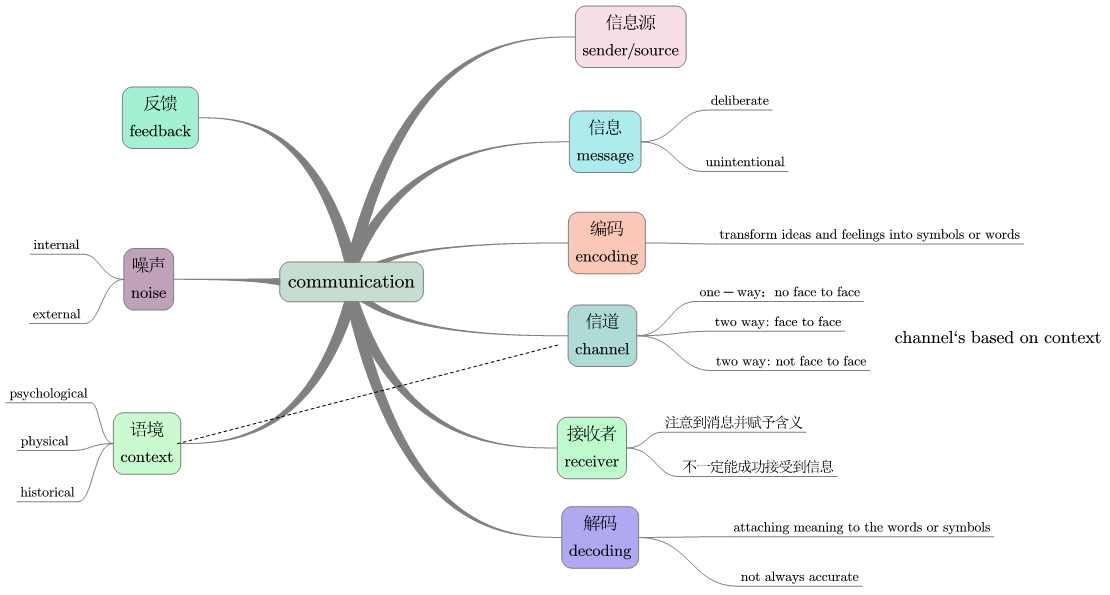 信息源
sender/source
反馈
feedback
信息
message
deliberate
unintentional
编码
encoding
transform ideas and feelings into symbols or words
噪声
noise
internal
external
communication
信道
channel
one－way：no face to face
two way: face to face
two way: not face to face
channel‘s based on context
语境
context
psychological
physical
historical
接收者
receiver
注意到消息并赋予含义
不一定能成功接受到信息
解码
decoding
attaching meaning to the words or symbols
not always accurate